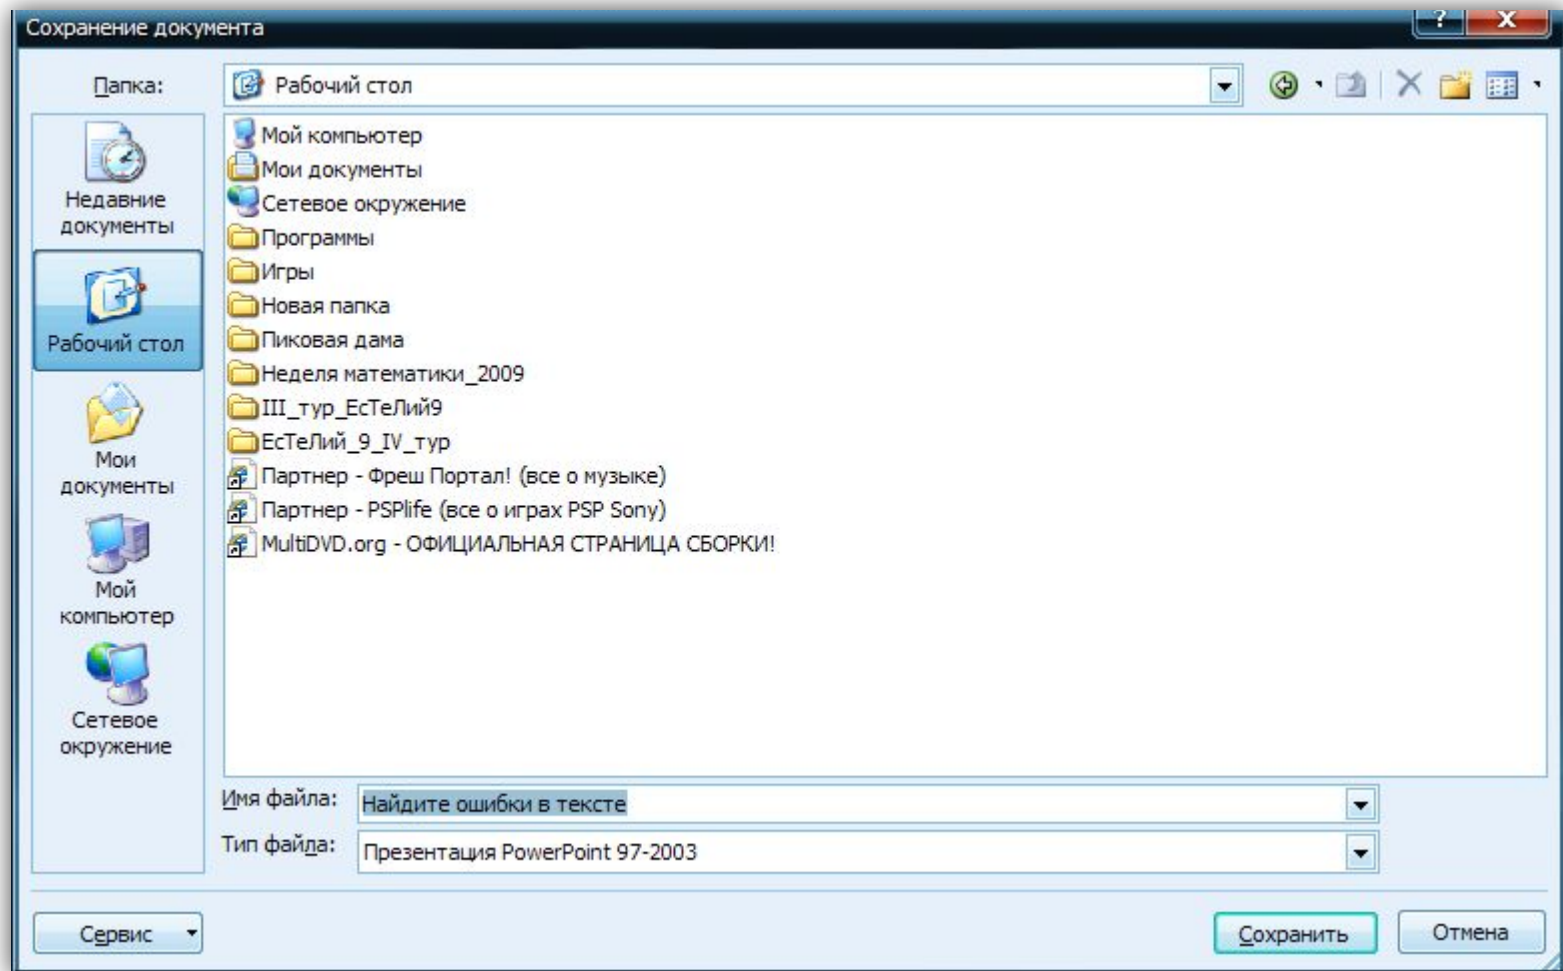 Сохранение документа
Папка:
Рабочий стол
Недавние
документы
Рабочий стол
Мои
документы
Мой
компьютер
Сетевое
окружение
Мой компьютер
Мои документы
Сетевое окружение
Программы
Игры
Новая папка
Пиковая дама
Неделя математики_2009
III_тур_ЕсТеЛий9
ЕсТеЛий_9_IV_тур
Партнер - Фреш Портал! (все о музыке)
Партнер - PSPlife (все о играх PSP Sony)
MultiDVD.org - ОФИЦИАЛЬНАЯ СТРАНИЦА СБОРКИ!
Имя файла:
Найдите ошибки в тексте
Тип файла:
Презентация PowerPoint 97-2003
Сервис
Сохранить
Отмена